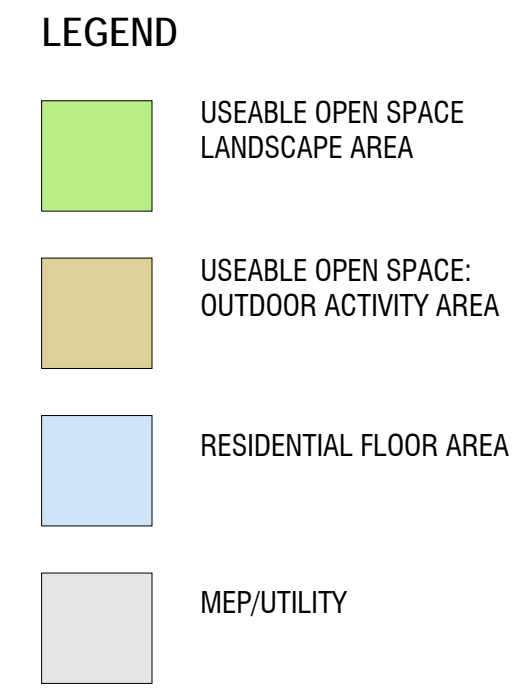 LEGEND
USEABLE OPEN SPACE
LANDSCAPE AREA
USEABLE OPEN SPACE:
OUTDOOR ACTIVITY AREA
RESIDENTIAL FLOOR AREA
MEP/UTILITY